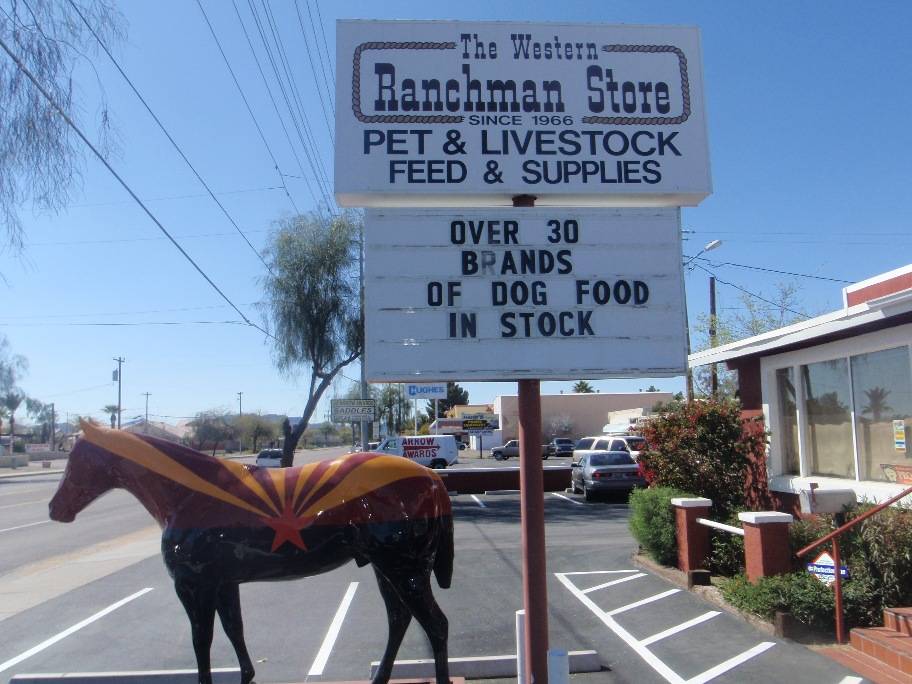 The Western
Ranchman Store
SINCE 1966
PET & LIVESTOCK
FEED & SUPPLIES
OVER 30
BRANDS
OF DOG FOOD
IN STOCK
HUGHES
SADDLES
ARROW
AWARDS